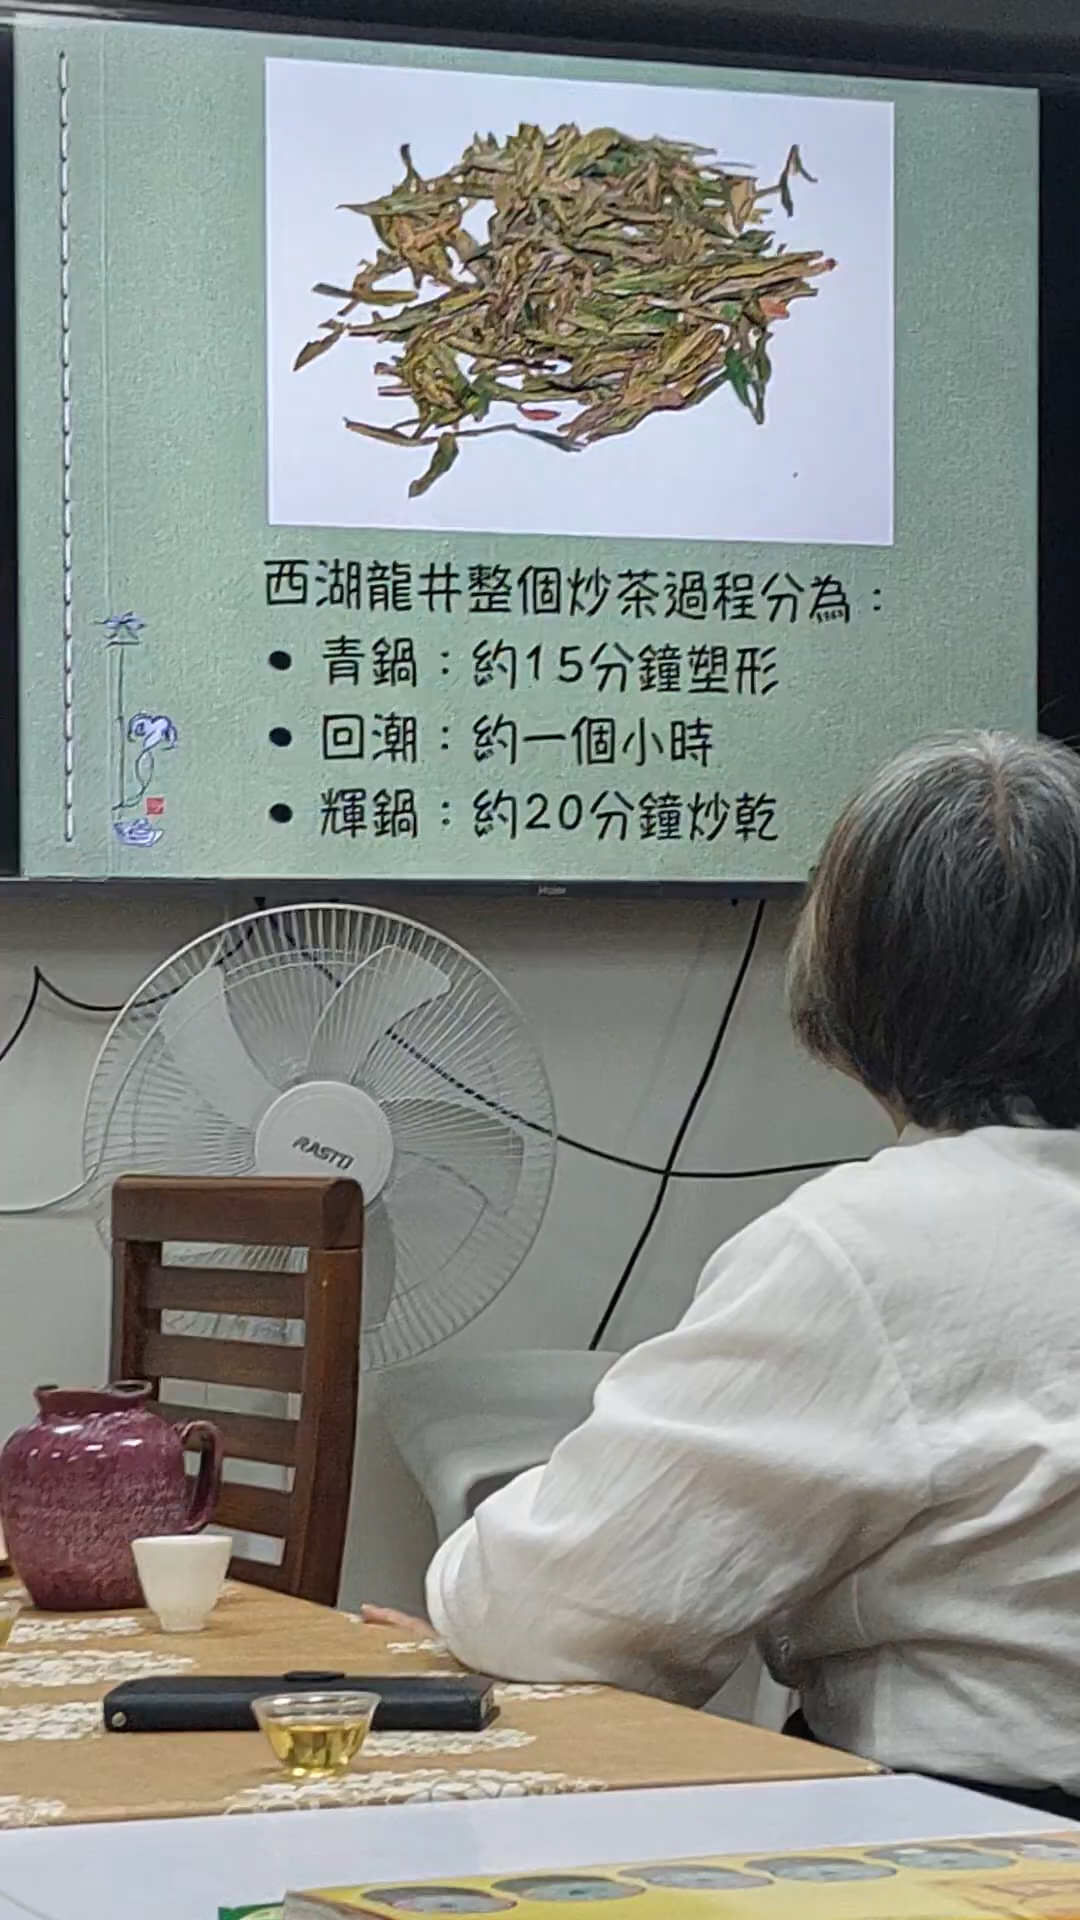 西湖龍井整個炒茶過程分為：
• 青鍋：約15分鐘塑形
• 回潮：約一個小時
• 輝鍋：約20分鐘炒乾
Haier
RASTI